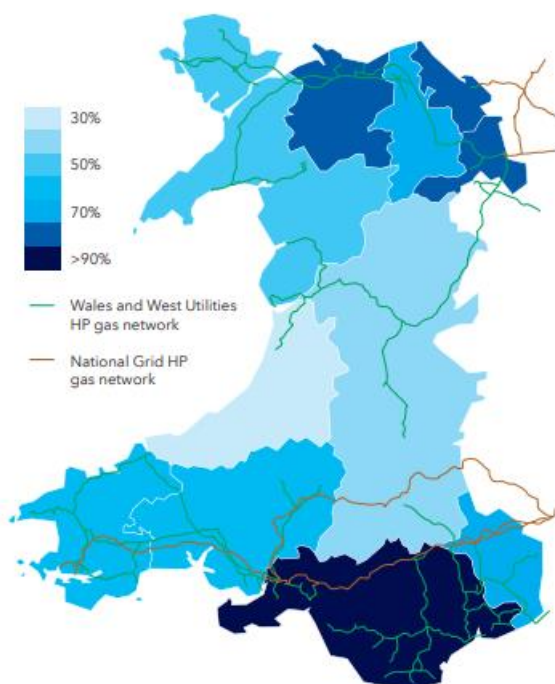 30%
50%
70%
>90%
Wales and West Utilities
HP gas network
National Grid HP
gas network